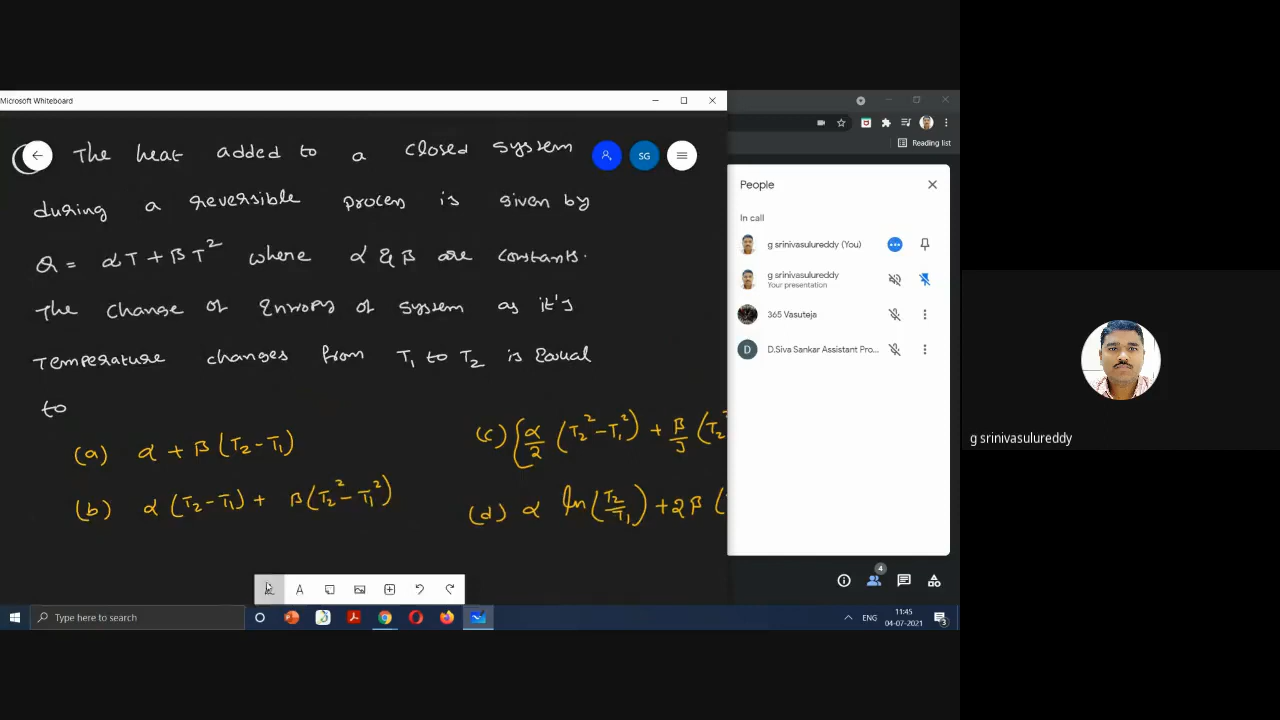 Microsoft Whiteboard
The heat added to a closed system
during a reversible process is given by
Q = αT + βT² where α & β are constants.
The change of Entropy of system as it's
Temperature changes from T₁ to T₂ is Equal
to
(a) α + β (T₂-T₁)
(b) α (T₂-T₁) + β(T₂²-T₁²)
(c) [α/2 (T₂²-T₁²) + β/3 (T₂
(d) α ln(T₂/T₁) + 2β (
SG
Reading list
People
In call
g srinivasulureddy (You)
g srinivasulureddy
Your presentation
365 Vasuteja
D
D.Siva Sankar Assistant Pro...
4
g srinivasulureddy
A
Type here to search
ENG
11:45
04-07-2021
3